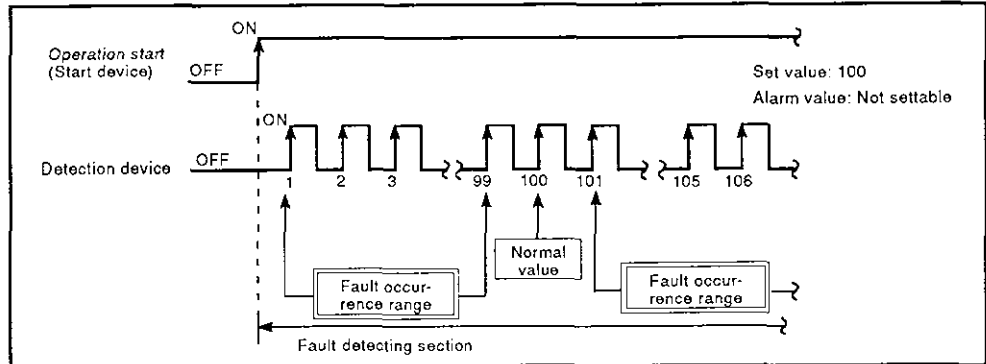 ON
Operation start
(Start device)
OFF
Set value: 100
Alarm value: Not settable
ON
Detection device
OFF
1 2 3 99 100 101 105 106
Normal
value
Fault occur-
rence range
Fault occur-
rence range
Fault detecting section